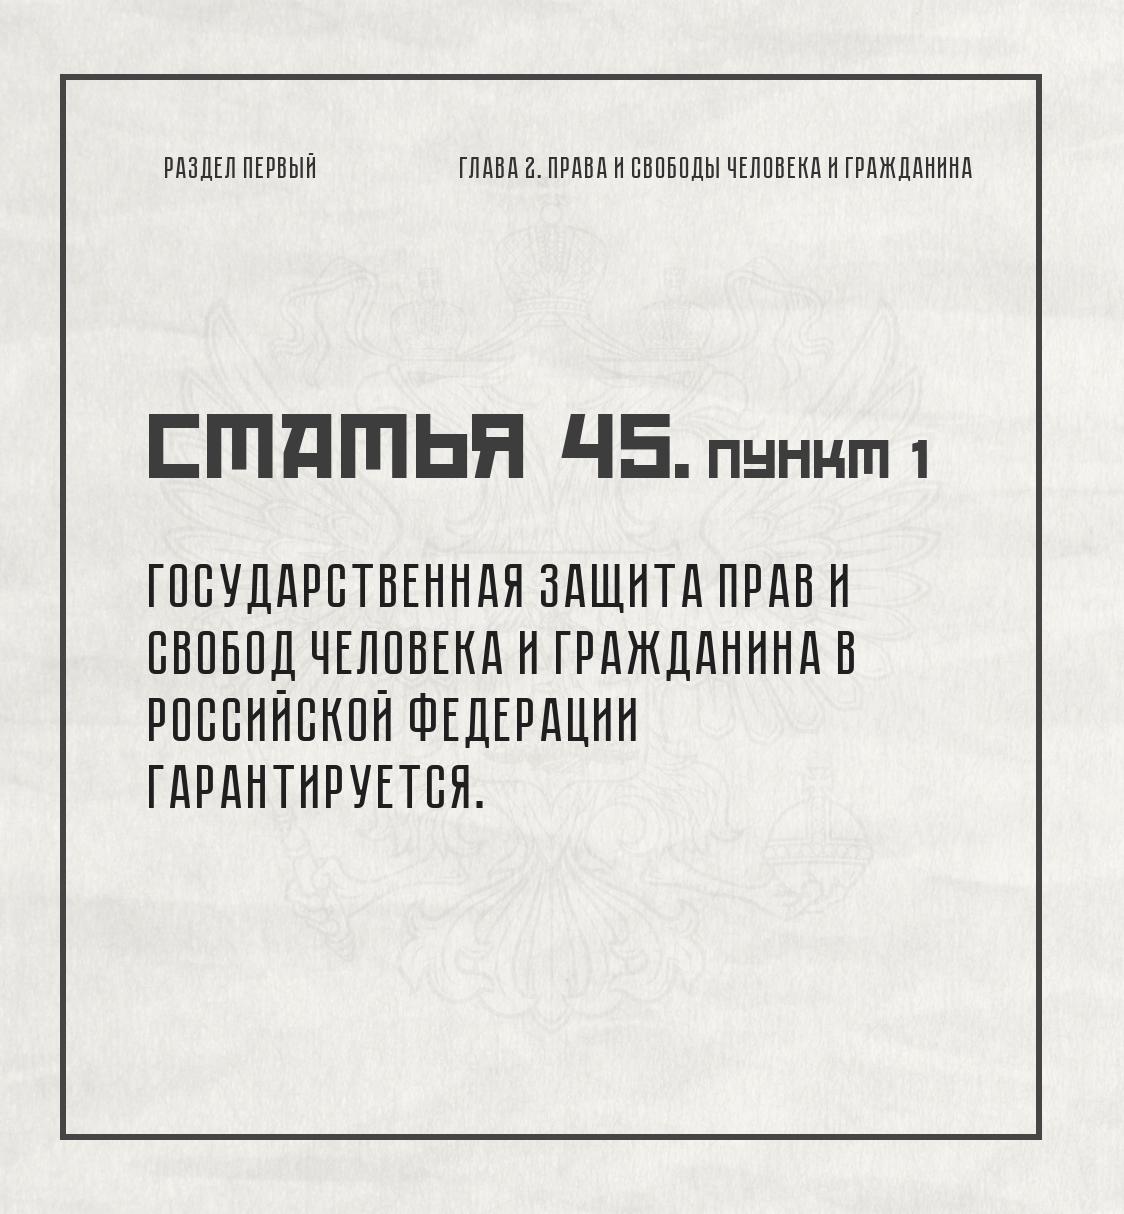 РАЗДЕЛ ПЕРВЫЙ
ГЛАВА 2. ПРАВА И СВОБОДЫ ЧЕЛОВЕКА И ГРАЖДАНИНА
СТАТЬЯ 45. ПУНКТ 1
ГОСУДАРСТВЕННАЯ ЗАЩИТА ПРАВ И
СВОБОД ЧЕЛОВЕКА И ГРАЖДАНИНА В
РОССИЙСКОЙ ФЕДЕРАЦИИ
ГАРАНТИРУЕТСЯ.